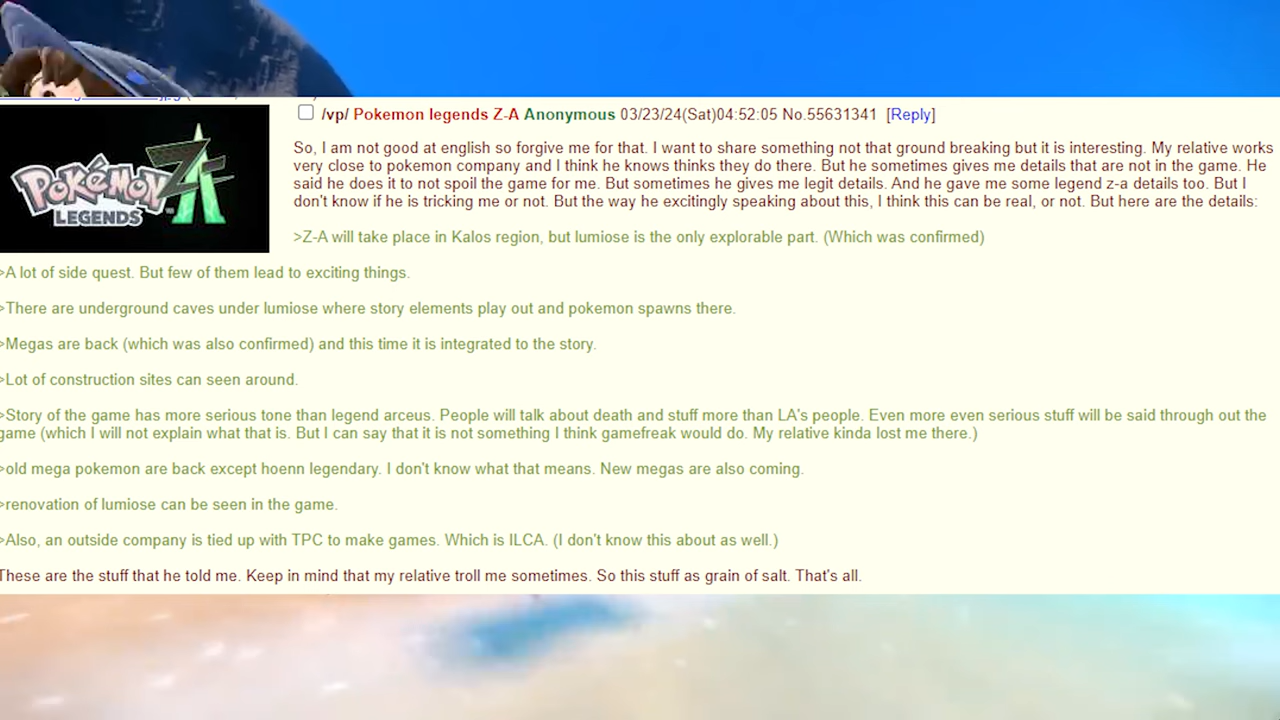 /vp/ Pokemon legends Z-A Anonymous 03/23/24(Sat)04:52:05 No.55631341 [Reply]
POKéMON
LEGENDS
ZA
So, I am not good at english so forgive me for that. I want to share something not that ground breaking but it is interesting. My relative works
very close to pokemon company and I think he knows thinks they do there. But he sometimes gives me details that are not in the game. He
said he does it to not spoil the game for me. But sometimes he gives me legit details. And he gave me some legend z-a details too. But I
don't know if he is tricking me or not. But the way he excitingly speaking about this, I think this can be real, or not. But here are the details:
>Z-A will take place in Kalos region, but lumiose is the only explorable part. (Which was confirmed)
>A lot of side quest. But few of them lead to exciting things.
>There are underground caves under lumiose where story elements play out and pokemon spawns there.
>Megas are back (which was also confirmed) and this time it is integrated to the story.
>Lot of construction sites can seen around.
>Story of the game has more serious tone than legend arceus. People will talk about death and stuff more than LA's people. Even more even serious stuff will be said through out the
game (which I will not explain what that is. But I can say that it is not something I think gamefreak would do. My relative kinda lost me there.)
>old mega pokemon are back except hoenn legendary. I don't know what that means. New megas are also coming.
>renovation of lumiose can be seen in the game.
>Also, an outside company is tied up with TPC to make games. Which is ILCA. (I don't know this about as well.)
These are the stuff that he told me. Keep in mind that my relative troll me sometimes. So this stuff as grain of salt. That's all.